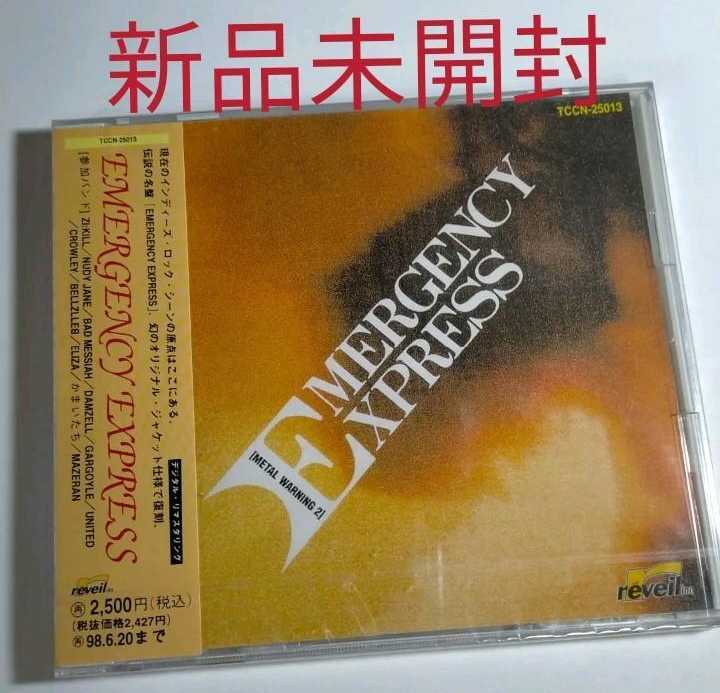 新品未開封
TCCN-25013
EMERGENCY EXPRESS
現在のインディーズ・ロック・シーンの原点はここにある。
伝説の名盤「EMERGENCY EXPRESS」、幻のオリジナル・ジャケット仕様で復刻。
デジタル・リマスタリング
[参加バンド] ZI:KILL/NUDY JANE/BAD MESSIAH/DAMZELL/GARGOYLE/UNITED
/CROWLEY/BELLZLLEB/ELIZA/かまいたち/MAZERAN
reveil inc.
再 2,500円(税込)
(税抜価格2,427円)
再 98.6.20まで
TCCN-25013
EMERGENCY
EXPRESS
[METAL WARNING 2]
reveil inc.